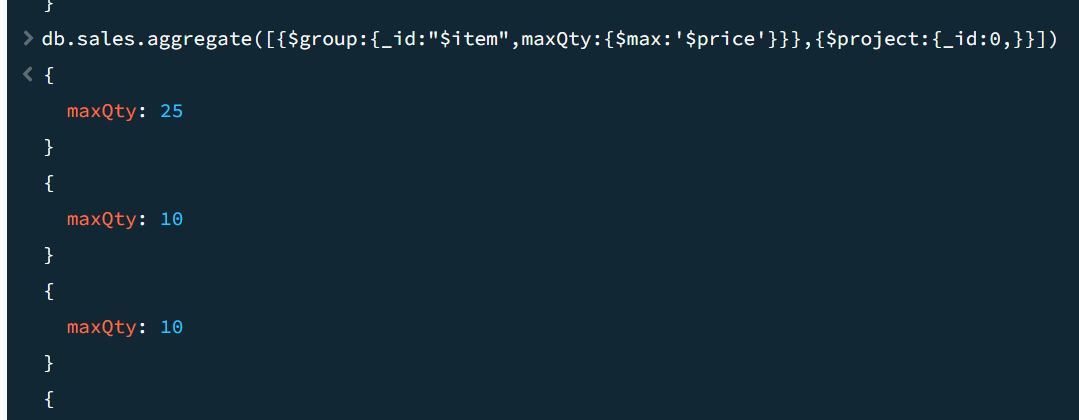 }
> db.sales.aggregate([{$group:{_id:"$item",maxQty:{$max:'$price'}}},{$project:{_id:0,}}])
< {
maxQty: 25
}
{
maxQty: 10
}
{
maxQty: 10
}
{